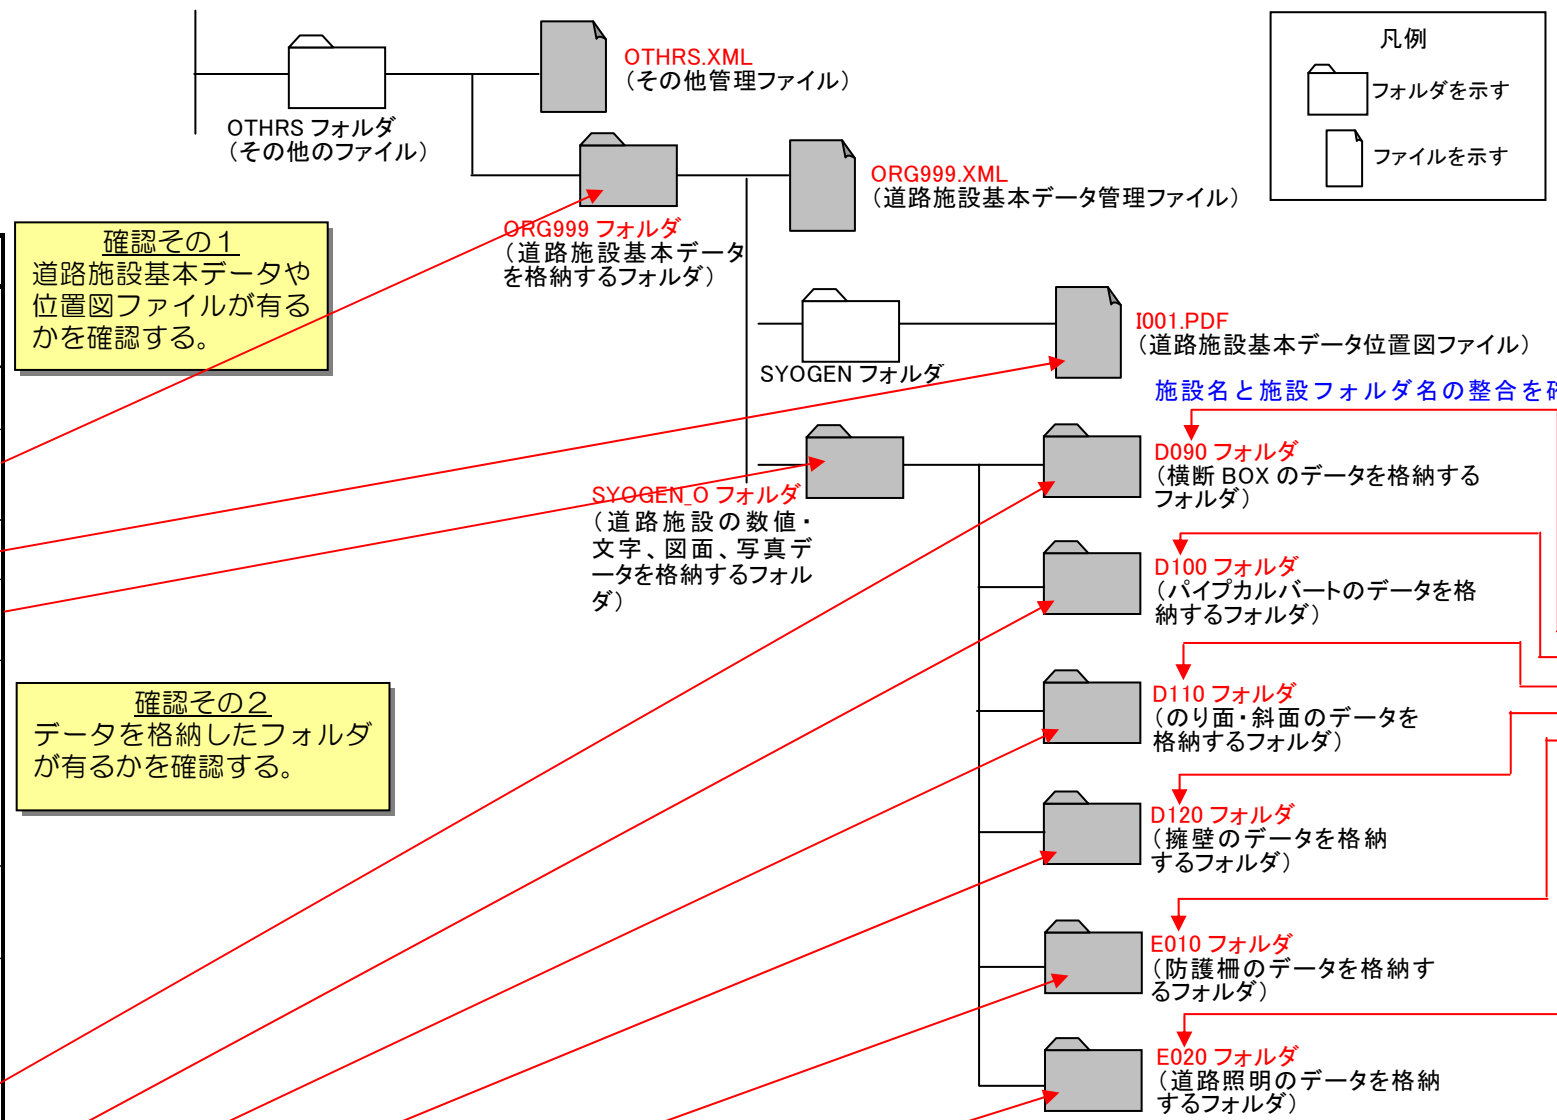 OTHRS.XML
（その他管理ファイル）
OTHRS フォルダ
（その他のファイル）
凡例
フォルダを示す
ファイルを示す
ORG999.XML
（道路施設基本データ管理ファイル）
ORG999 フォルダ
（道路施設基本データ
を格納するフォルダ）
確認その１
道路施設基本データや
位置図ファイルが有る
かを確認する。
I001.PDF
（道路施設基本データ位置図ファイル）
SYOGEN フォルダ
施設名と施設フォルダ名の整合を確
D090 フォルダ
（横断 BOX のデータを格納する
フォルダ）
SYOGEN_O フォルダ
（道路施設の数値・
文字、図面、写真デ
ータを格納するフォル
ダ）
D100 フォルダ
（パイプカルバートのデータを格
納するフォルダ）
確認その２
データを格納したフォルダ
が有るかを確認する。
D110 フォルダ
（のり面・斜面のデータを
格納するフォルダ）
D120 フォルダ
（擁壁のデータを格納
するフォルダ）
E010 フォルダ
（防護柵のデータを格納す
るフォルダ）
E020 フォルダ
（道路照明のデータを格納
するフォルダ）